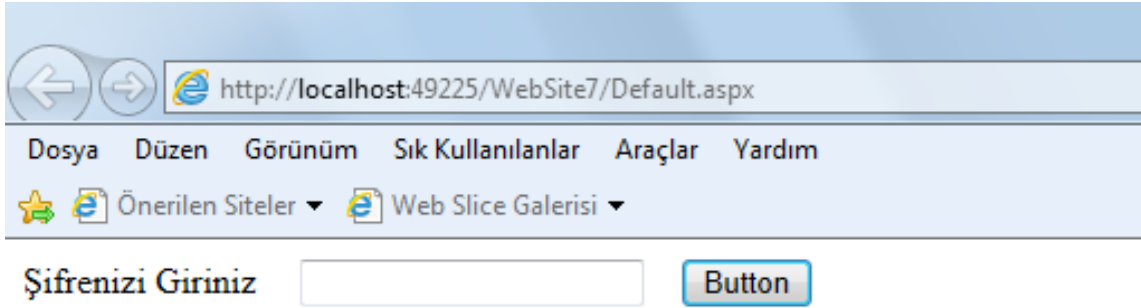 http://localhost:49225/WebSite7/Default.aspx
Dosya Düzen Görünüm Sık Kullanılanlar Araçlar Yardım
Önerilen Siteler Web Slice Galerisi
Şifrenizi Giriniz Button